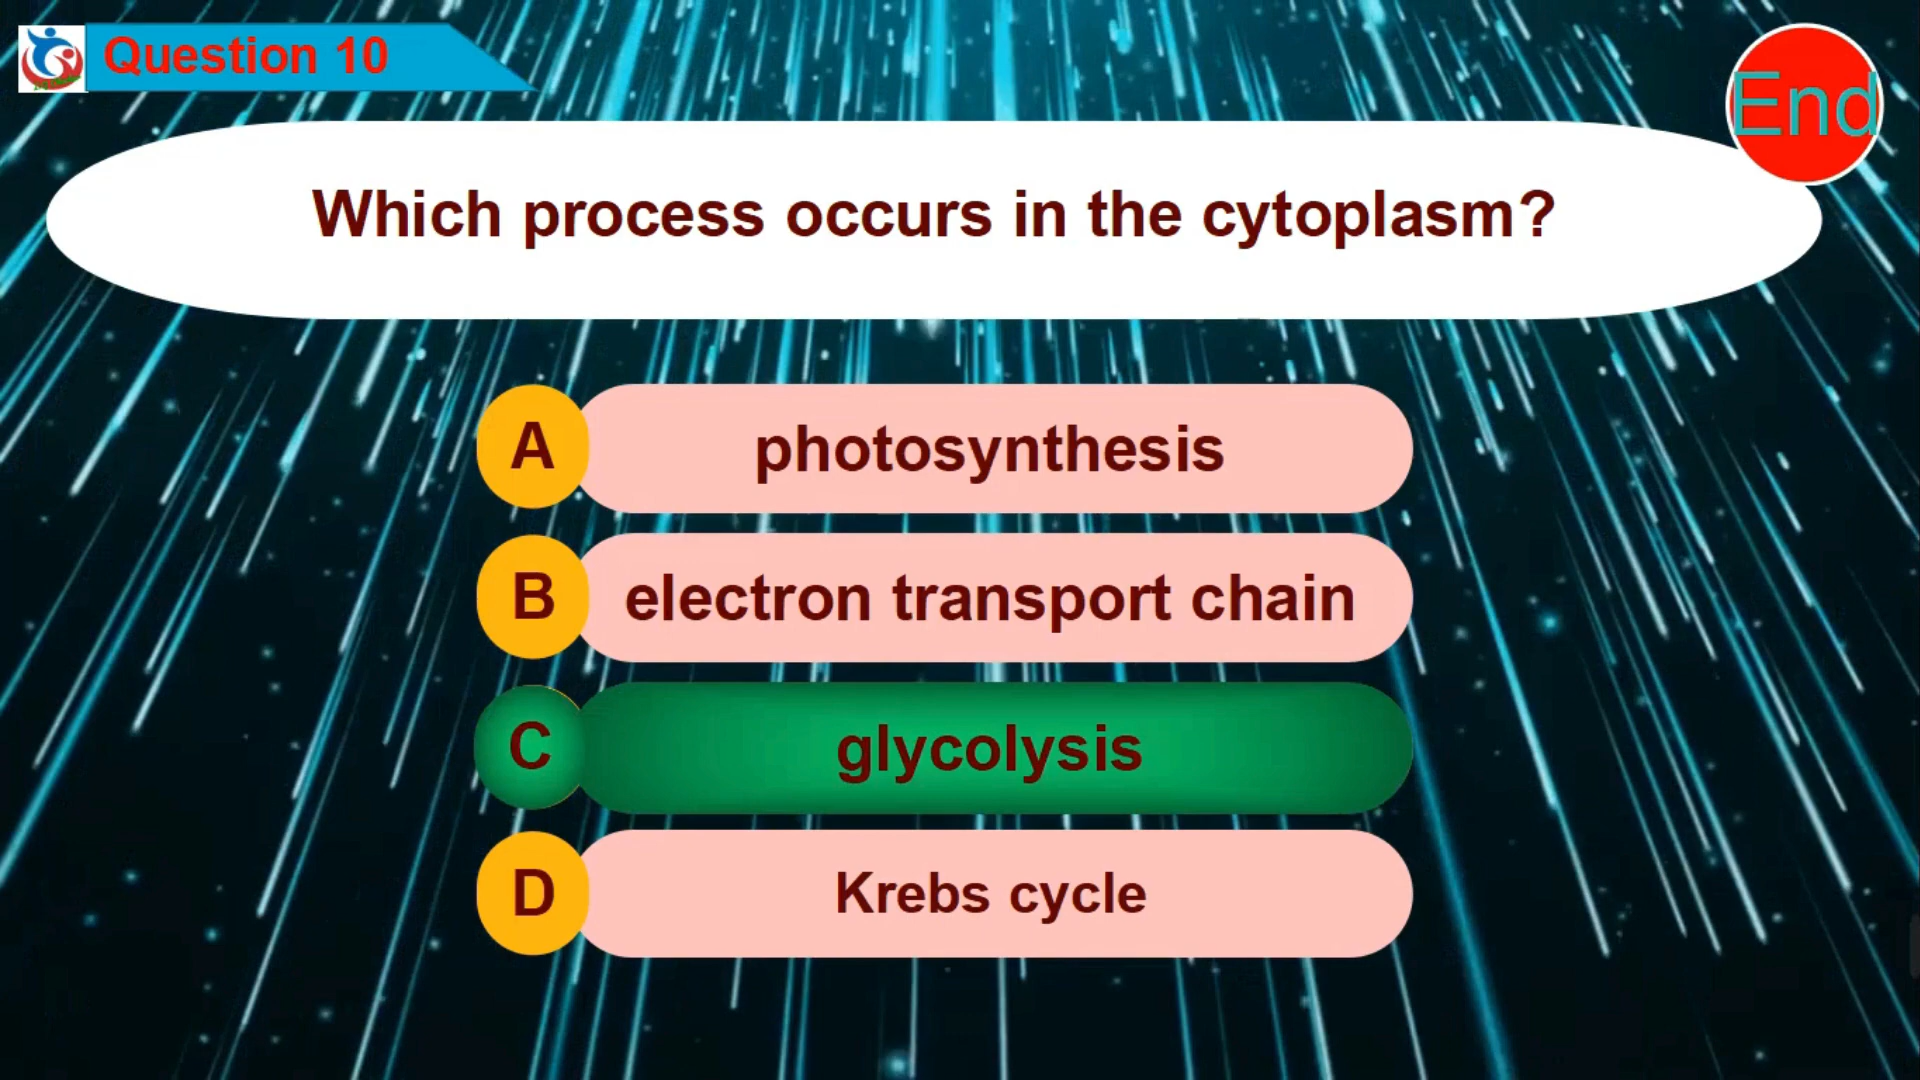 Question 10
End
Which process occurs in the cytoplasm?
A photosynthesis
B electron transport chain
C glycolysis
D Krebs cycle